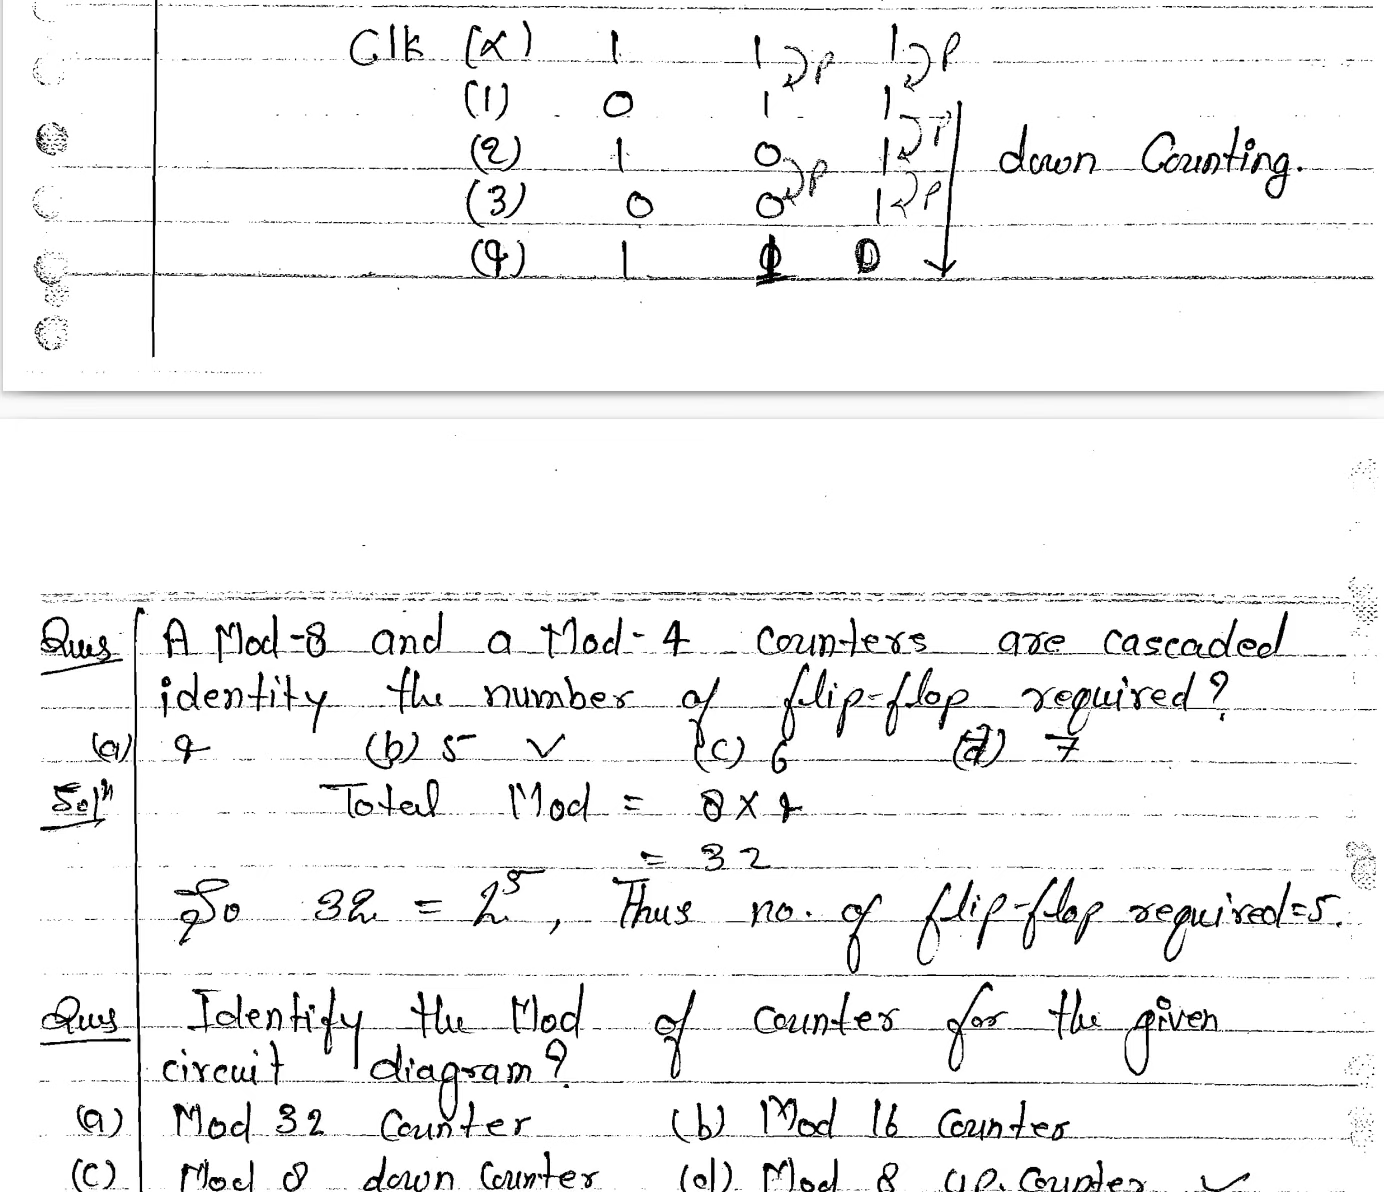 Clk (x) 1 1 P 1 P
(1) 0 1 1
(2) 1 0 1 P
(3) 0 0 P 1 P
(4) 1 1 0
down Counting.
Ques A Mod-8 and a Mod-4 counters are cascaded
identity the number of flip-flop required?
(a) 4 (b) 5 ✓ (c) 6 (d) 7
Solⁿ Total Mod = 8 x 4
= 32
So 32 = 2⁵, Thus no. of flip-flop required=5.
Ques Identify the Mod of counter for the given
circuit diagram?
(a) Mod 32 Counter (b) Mod 16 Counter
(c) Mod 8 down Counter (d) Mod 8 up. Counter ✓